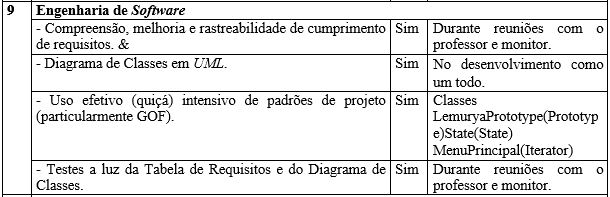 9 Engenharia de Software
- Compreensão, melhoria e rastreabilidade de cumprimento Sim Durante reuniões com o
de requisitos. & professor e monitor.
- Diagrama de Classes em UML. Sim No desenvolvimento como
um todo.
- Uso efetivo (quiçá) intensivo de padrões de projeto Sim Classes
(particularmente GOF). LemuryaPrototype(Prototyp
e)State(State)
MenuPrincipal(Iterator)
- Testes a luz da Tabela de Requisitos e do Diagrama de Sim Durante reuniões com o
Classes. professor e monitor.